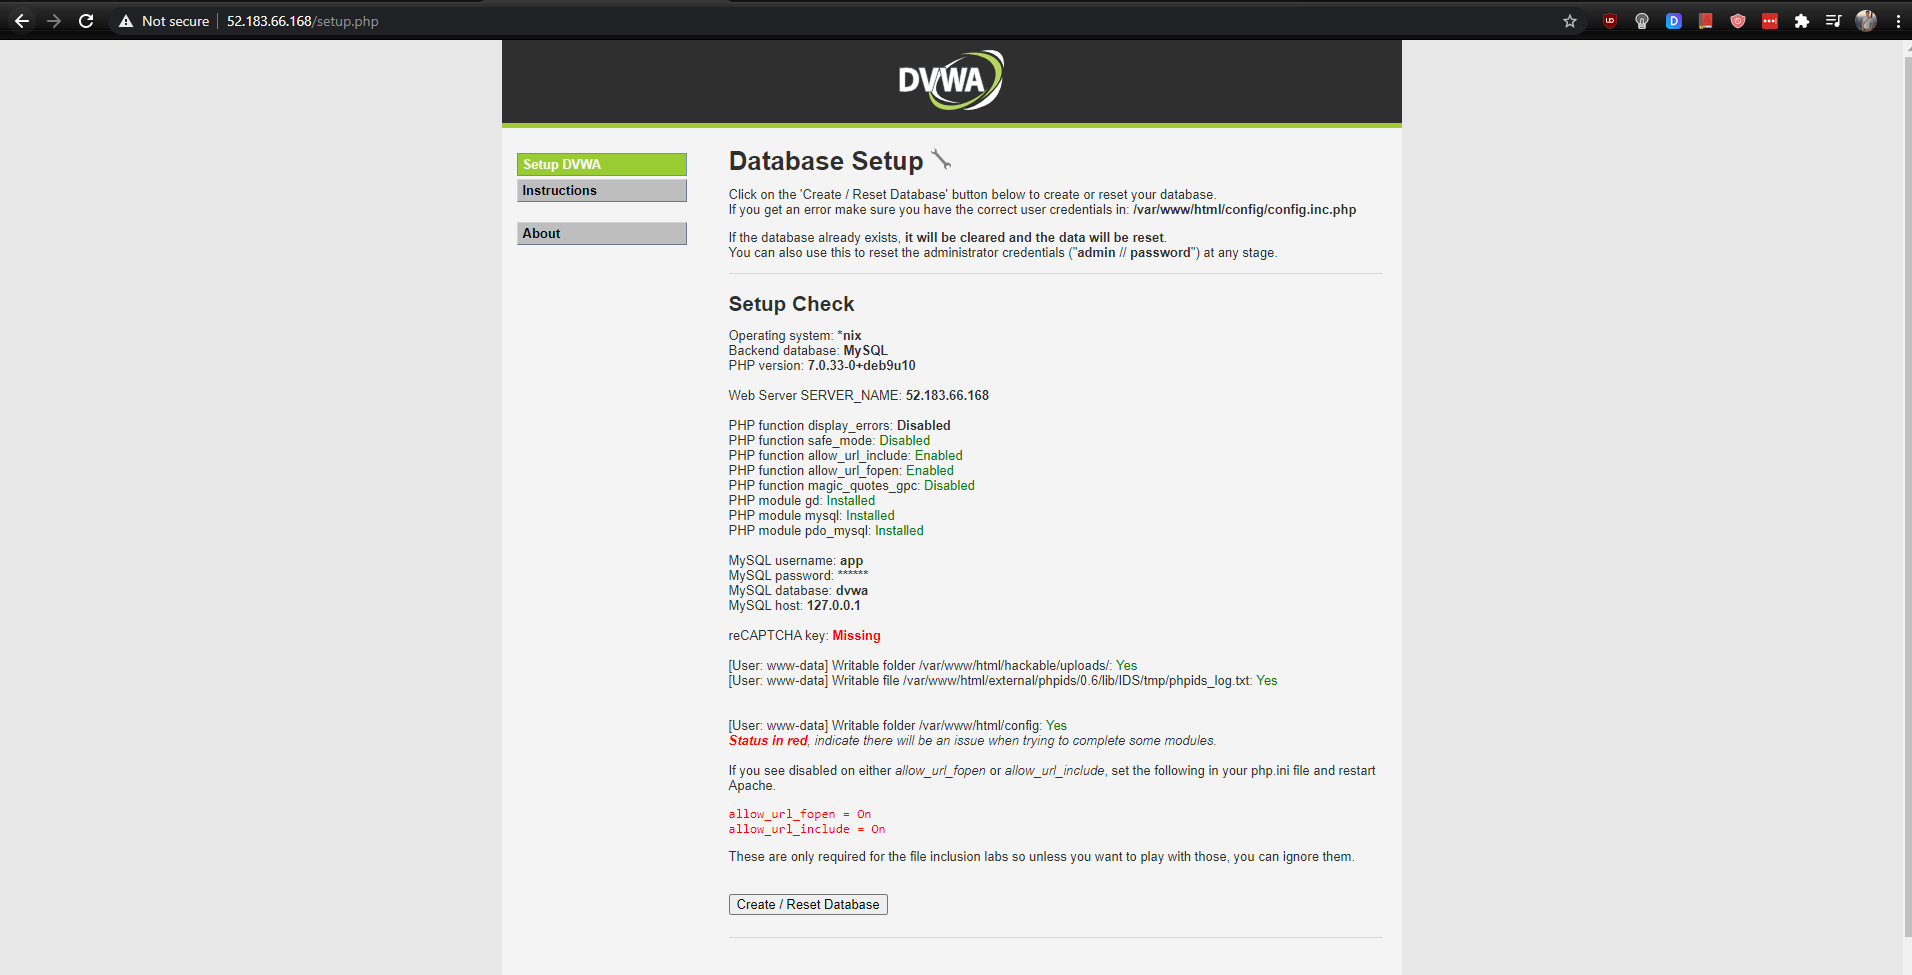 Not secure
52.183.66.168/setup.php
DVWA
Setup DVWA
Instructions
About
Database Setup
Click on the 'Create / Reset Database' button below to create or reset your database.
If you get an error make sure you have the correct user credentials in: /var/www/html/config/config.inc.php
If the database already exists, it will be cleared and the data will be reset.
You can also use this to reset the administrator credentials ("admin // password") at any stage.
Setup Check
Operating system: *nix
Backend database: MySQL
PHP version: 7.0.33-0+deb9u10
Web Server SERVER_NAME: 52.183.66.168
PHP function display_errors: Disabled
PHP function safe_mode: Disabled
PHP function allow_url_include: Enabled
PHP function allow_url_fopen: Enabled
PHP function magic_quotes_gpc: Disabled
PHP module gd: Installed
PHP module mysql: Installed
PHP module pdo_mysql: Installed
MySQL username: app
MySQL password: ******
MySQL database: dvwa
MySQL host: 127.0.0.1
reCAPTCHA key: Missing
[User: www-data] Writable folder /var/www/html/hackable/uploads/: Yes
[User: www-data] Writable file /var/www/html/external/phpids/0.6/lib/IDS/tmp/phpids_log.txt: Yes
[User: www-data] Writable folder /var/www/html/config: Yes
Status in red, indicate there will be an issue when trying to complete some modules.
If you see disabled on either allow_url_fopen or allow_url_include, set the following in your php.ini file and restart
Apache.
allow_url_fopen = On
allow_url_include = On
These are only required for the file inclusion labs so unless you want to play with those, you can ignore them.
Create / Reset Database